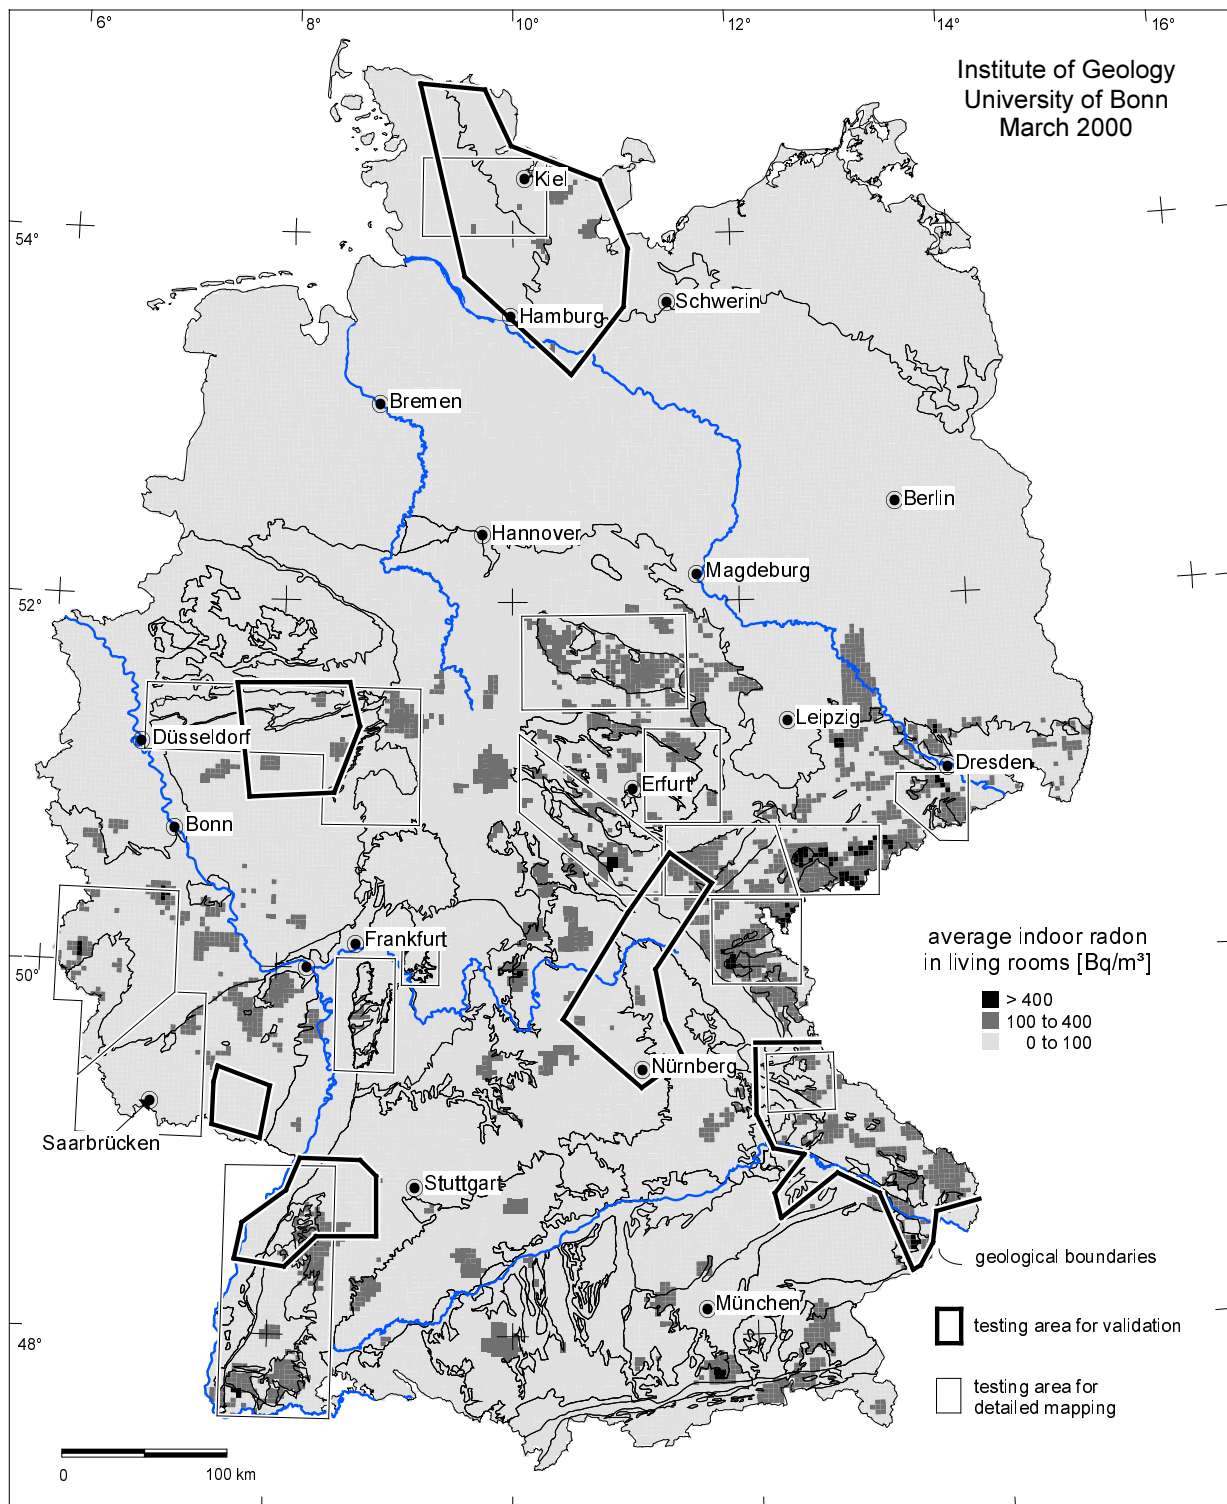 6°
8°
10°
12°
14°
16°
Institute of Geology
University of Bonn
March 2000
Kiel
54°
Schwerin
Hamburg
Bremen
Berlin
Hannover
Magdeburg
52°
Leipzig
Düsseldorf
Dresden
Erfurt
Bonn
Frankfurt
average indoor radon
in living rooms [Bq/m³]
50°
> 400
100 to 400
0 to 100
Nürnberg
Saarbrücken
Stuttgart
geological boundaries
München
testing area for validation
48°
testing area for
detailed mapping
0
100 km